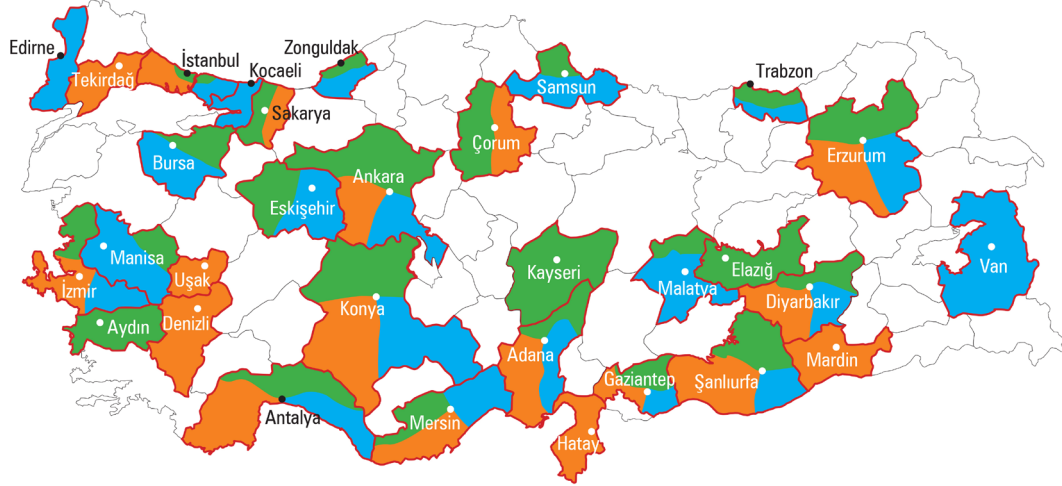 Edirne
Tekirdağ
İstanbul
Kocaeli
Sakarya
Zonguldak
Samsun
Trabzon
Çorum
Bursa
Ankara
Eskişehir
Erzurum
Manisa
Uşak
İzmir
Aydın
Denizli
Konya
Kayseri
Malatya
Elazığ
Diyarbakır
Van
Adana
Gaziantep
Şanlıurfa
Mardin
Antalya
Mersin
Hatay